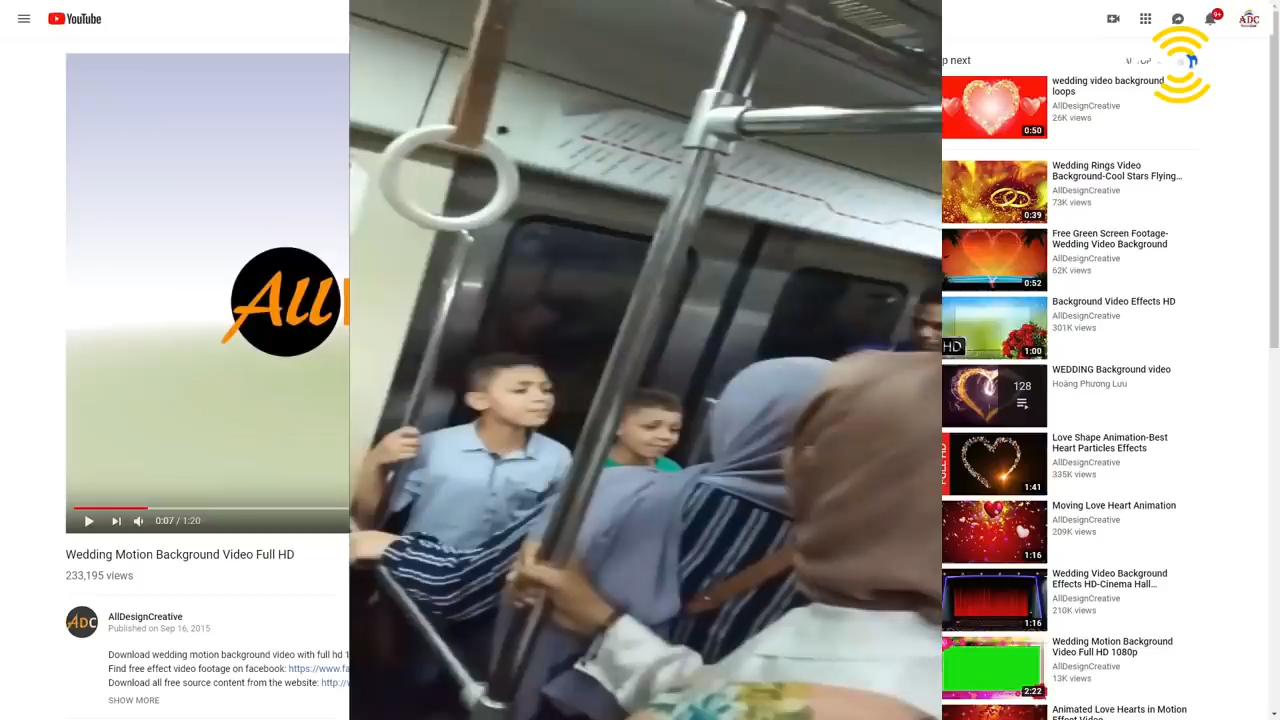 YouTube
9+
ADC
p next
wedding video background
loops
AllDesignCreative
26K views
0:50
Wedding Rings Video
Background-Cool Stars Flying...
AllDesignCreative
73K views
0:39
Free Green Screen Footage-
Wedding Video Background
AllDesignCreative
62K views
0:52
Background Video Effects HD
AllDesignCreative
301K views
HD
1:00
WEDDING Background video
Hoàng Phương Lưu
128
Love Shape Animation-Best
Heart Particles Effects
AllDesignCreative
335K views
FULL HD
1:41
Moving Love Heart Animation
AllDesignCreative
209K views
1:16
Wedding Video Background
Effects HD-Cinema Hall...
AllDesignCreative
210K views
1:16
Wedding Motion Background
Video Full HD 1080p
AllDesignCreative
13K views
2:22
Animated Love Hearts in Motion
Effect Video
All
0:07 / 1:20
Wedding Motion Background Video Full HD
233,195 views
ADC
AllDesignCreative
Published on Sep 16, 2015
Download wedding motion background video with full hd 1
Find free effect video footage on facebook: https://www.fa
Download all free source content from the website: http://w
SHOW MORE